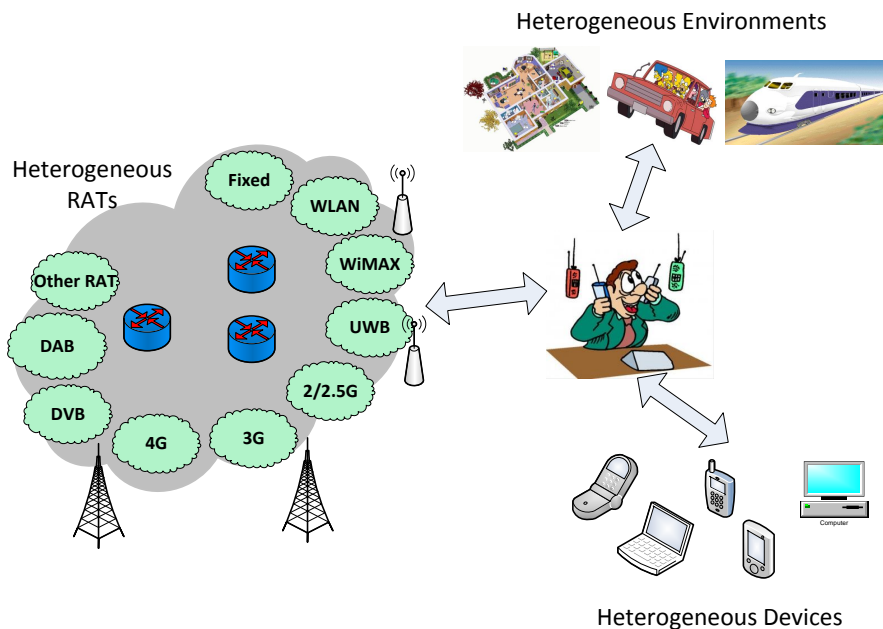 Heterogeneous Environments
Heterogeneous
RATs
Fixed
WLAN
WiMAX
Other RAT
UWB
DAB
2/2.5G
DVB
4G
3G
Computer
Heterogeneous Devices